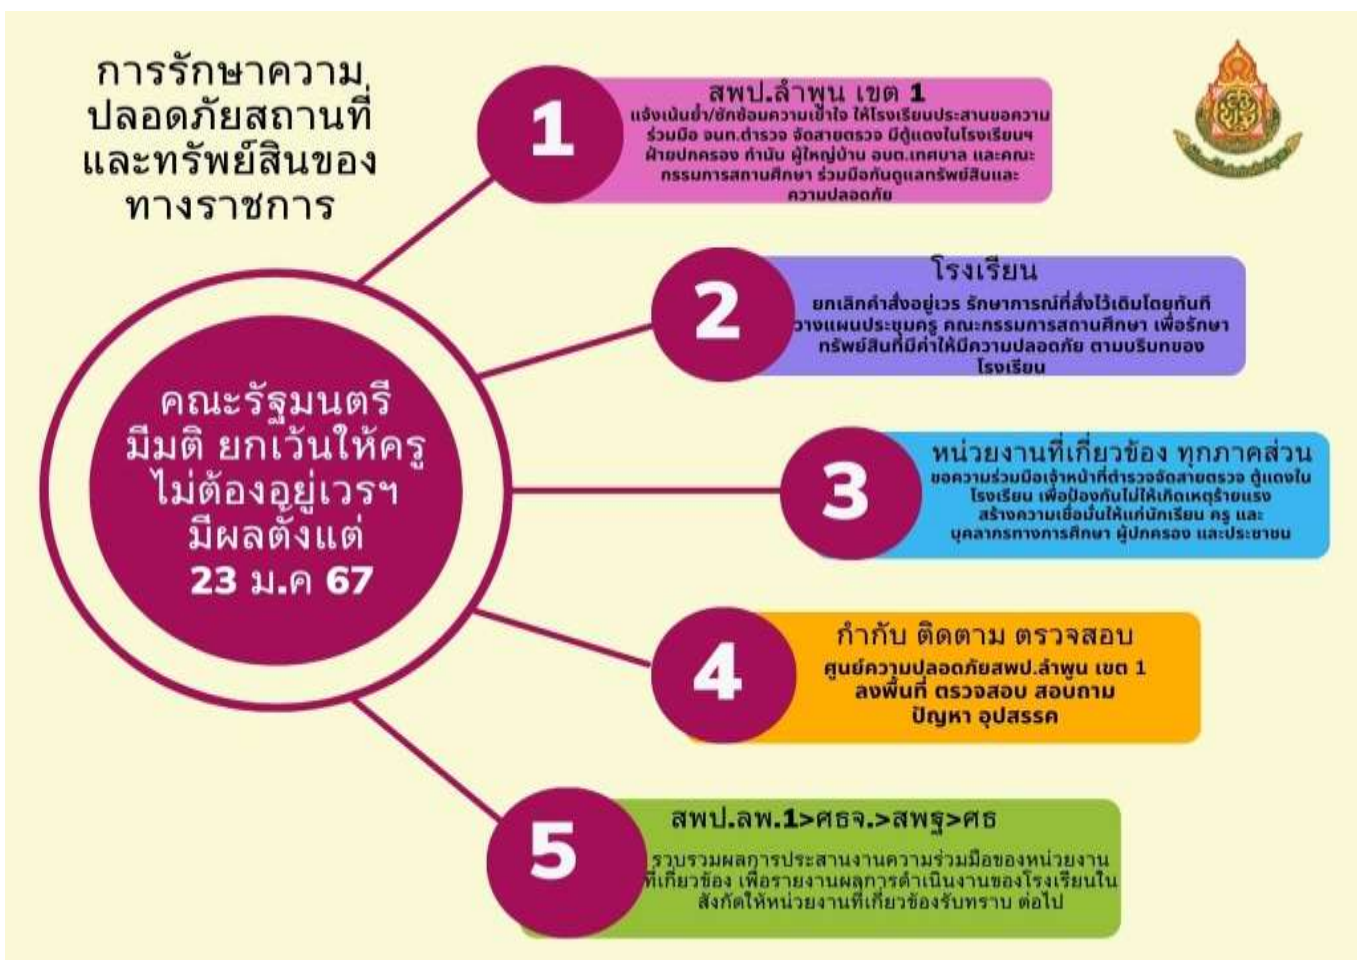 การรักษาความ
ปลอดภัยสถานที่
และทรัพย์สินของ
ทางราชการ
คณะรัฐมนตรี
มีมติ ยกเว้นให้ครู
ไม่ต้องอยู่เวรฯ
มีผลตั้งแต่
23 ม.ค 67
1
สพป.ลำพูน เขต 1
แจ้งเน้นย้ำ/ซักซ้อมความเข้าใจ ให้โรงเรียนประสานขอความ
ร่วมมือ จนท.ตำรวจ จัดสายตรวจ มีตู้แดงในโรงเรียนฯ
ฝ่ายปกครอง กำนัน ผู้ใหญ่บ้าน อบต.เทศบาล และคณะ
กรรมการสถานศึกษา ร่วมมือกันดูแลทรัพย์สินและ
ความปลอดภัย
2
โรงเรียน
ยกเลิกคำสั่งอยู่เวร รักษาการณ์ที่สั่งไว้เดิมโดยทันที
วางแผนประชุมครู คณะกรรมการสถานศึกษา เพื่อรักษา
ทรัพย์สินที่มีค่าให้มีความปลอดภัย ตามบริบทของ
โรงเรียน
3
หน่วยงานที่เกี่ยวข้อง ทุกภาคส่วน
ขอความร่วมมือเจ้าหน้าที่ตำรวจจัดสายตรวจ ตู้แดงใน
โรงเรียน เพื่อป้องกันไม่ให้เกิดเหตุร้ายแรง
สร้างความเชื่อมั่นให้แก่นักเรียน ครู และ
บุคลากรทางการศึกษา ผู้ปกครอง และประชาชน
4
กำกับ ติดตาม ตรวจสอบ
ศูนย์ความปลอดภัยสพป.ลำพูน เขต 1
ลงพื้นที่ ตรวจสอบ สอบถาม
ปัญหา อุปสรรค
5
สพป.ลพ.1>ศธจ.>สพฐ>ศธ
รวบรวมผลการประสานงานความร่วมมือของหน่วยงาน
ที่เกี่ยวข้อง เพื่อรายงานผลการดำเนินงานของโรงเรียนใน
สังกัดให้หน่วยงานที่เกี่ยวข้องรับทราบ ต่อไป